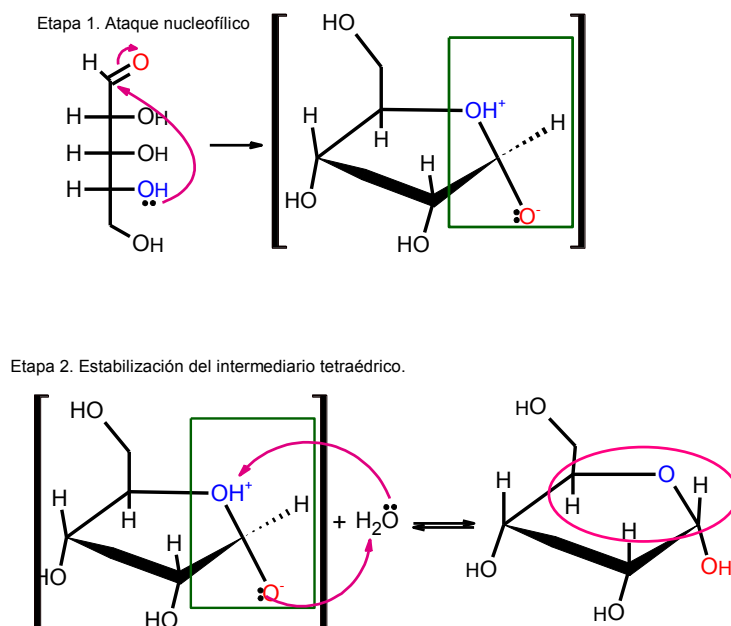 Etapa 1. Ataque nucleofílico
HO
H O
OH⁺ H
H OH
H H
H OH
H
H OH
HO
HO O⁻
OH
Etapa 2. Estabilización del intermediario tetraédrico.
HO HO
OH⁺ O
H H H H
H + H₂O H
H H
HO O⁻ HO OH
HO HO